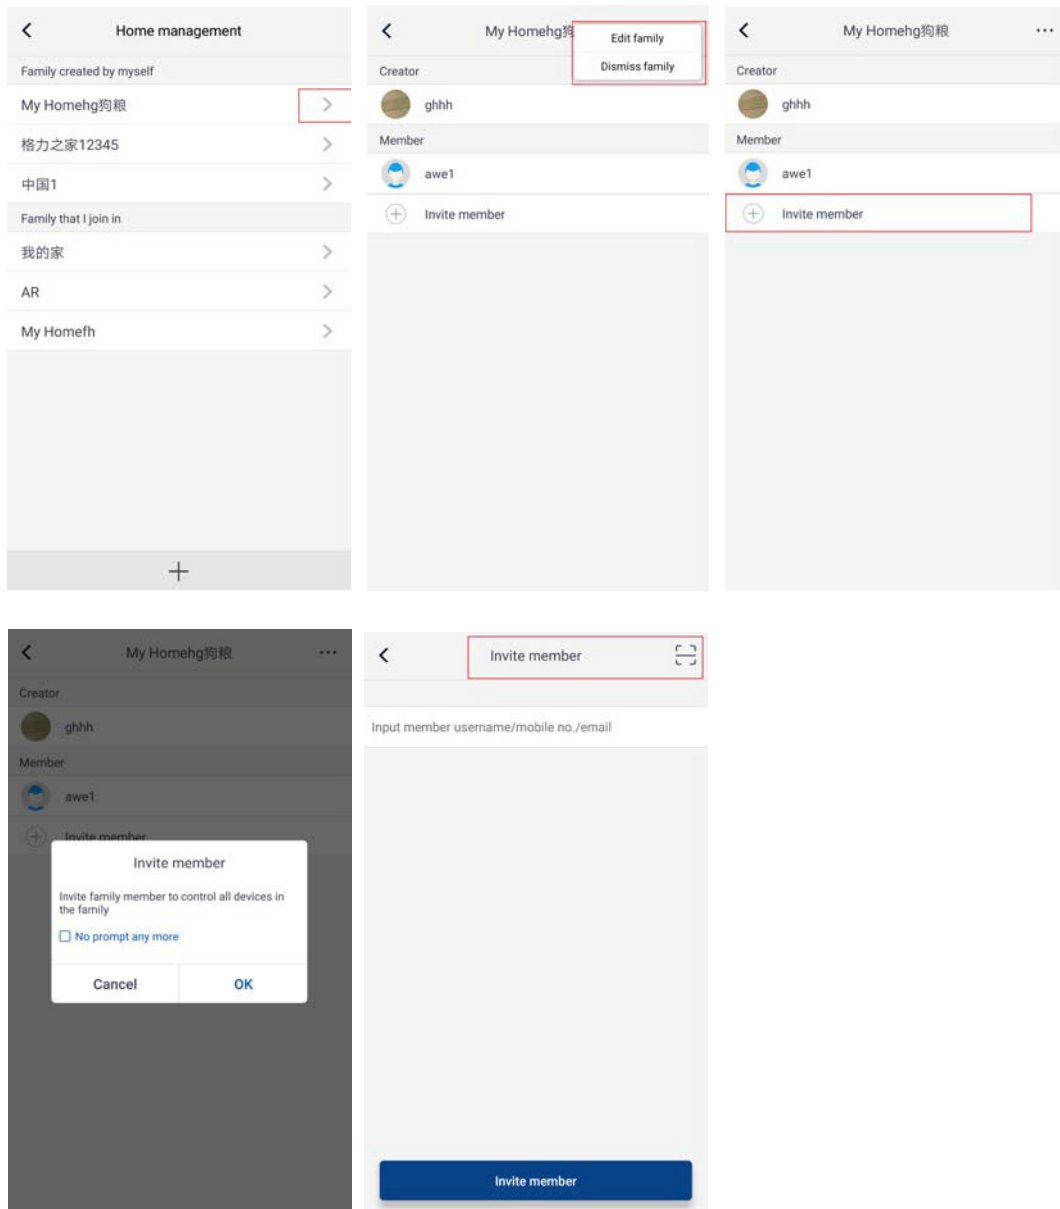 Home management
Family created by myself
My Homehg狗粮
格力之家12345
中国1
Family that I join in
我的家
AR
My Homefh
My Homehg狗
Edit family
Dismiss family
Creator
ghhh
Member
awe1
Invite member
My Homehg狗粮
Creator
ghhh
Member
awe1
Invite member
My Homehg狗粮
Creator
ghhh
Member
awe1
Invite member
Invite member
Invite family member to control all devices in
the family
No prompt any more
Cancel OK
Invite member
Input member username/mobile no./email
Invite member